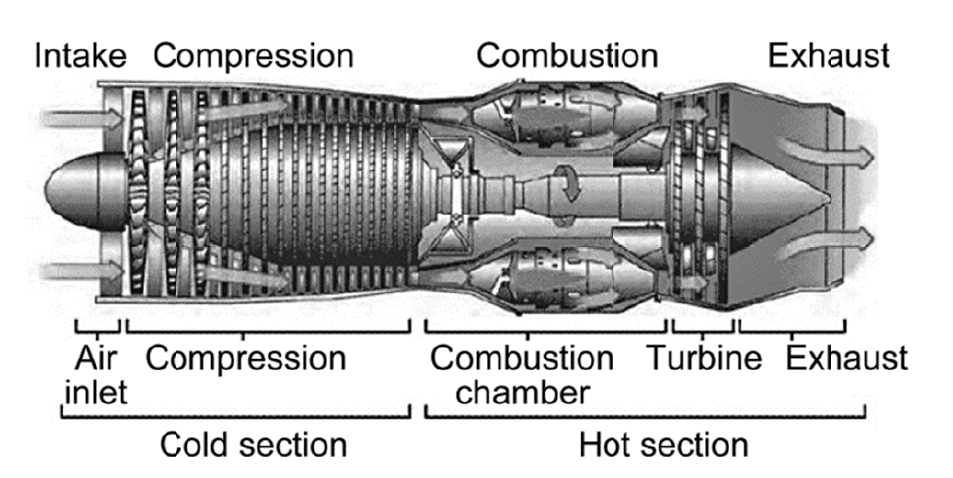 Intake Compression Combustion Exhaust
Air inlet Compression Combustion chamber Turbine Exhaust
Cold section Hot section